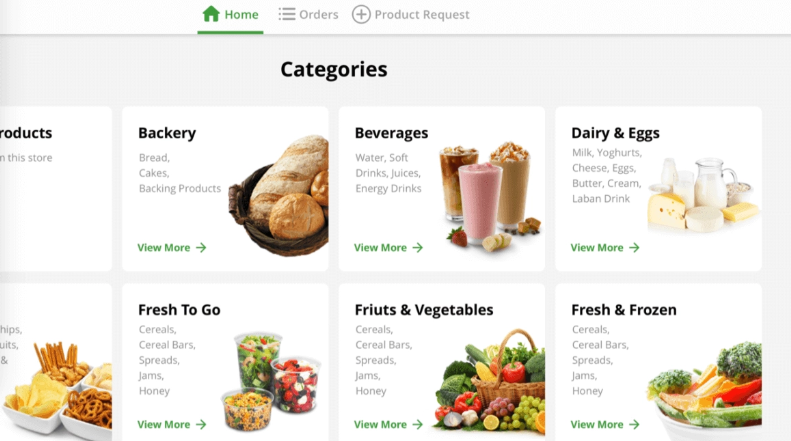 Home
Orders
Product Request
Categories
roducts
n this store
Backery
Bread,
Cakes,
Backing Products
View More
Beverages
Water, Soft
Drinks, Juices,
Energy Drinks
View More
Dairy & Eggs
Milk, Yoghurts,
Cheese, Eggs,
Butter, Cream,
Laban Drink
View More
hips,
uits,
&
Fresh To Go
Cereals,
Cereal Bars,
Spreads,
Jams,
Honey
View More
Friuts & Vegetables
Cereals,
Cereal Bars,
Spreads,
Jams,
Honey
View More
Fresh & Frozen
Cereals,
Cereal Bars,
Spreads,
Jams,
Honey
View More